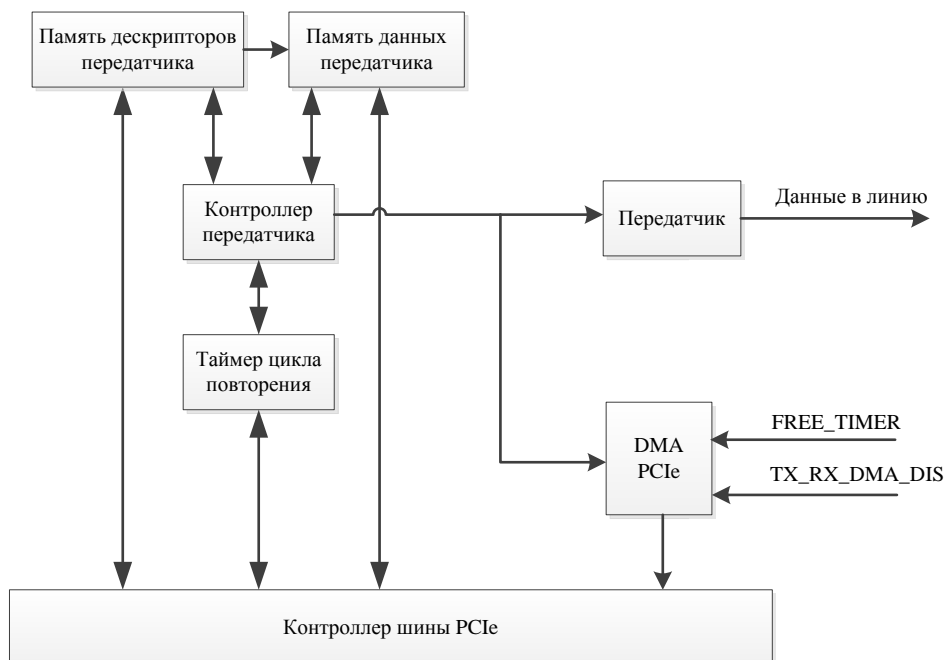 Память дескрипторов
передатчика
Память данных
передатчика
Контроллер
передатчика
Передатчик
Данные в линию
Таймер цикла
повторения
DMA
PCIe
FREE_TIMER
TX_RX_DMA_DIS
Контроллер шины PCIe